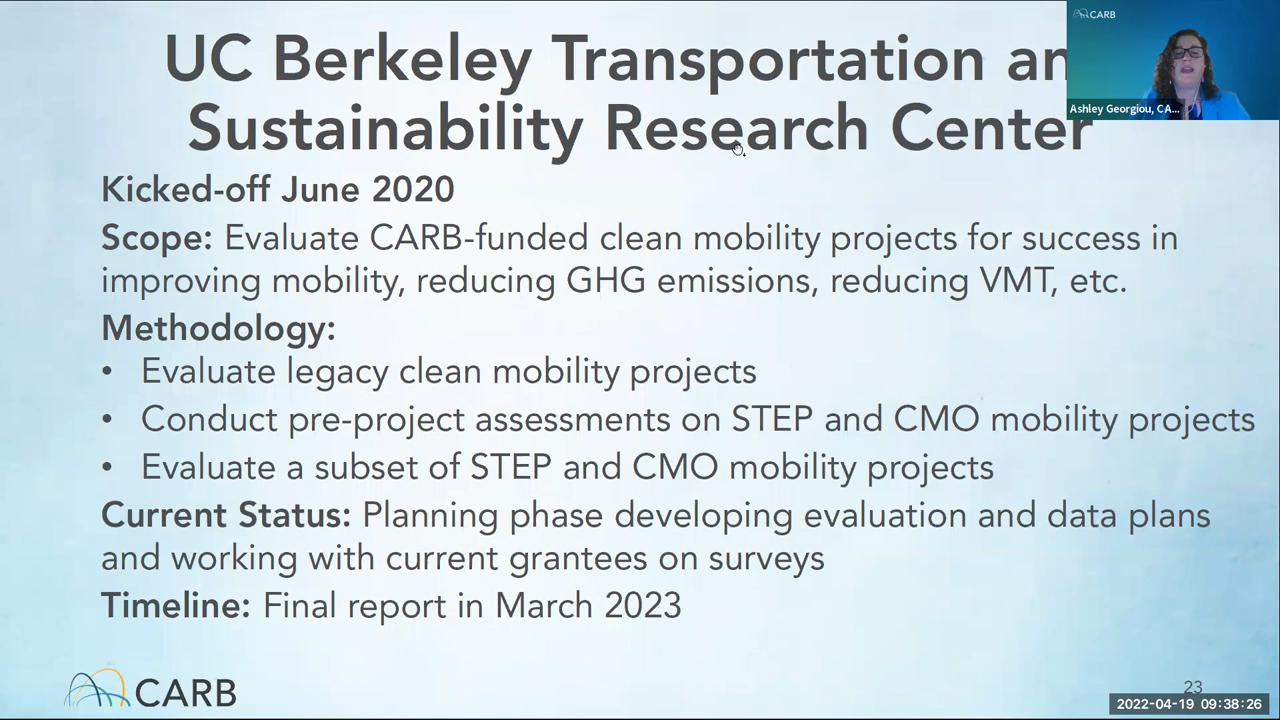 UC Berkeley Transportation an
Sustainability Research Center
CARB
Ashley Georgiou, CA...
Kicked-off June 2020
Scope: Evaluate CARB-funded clean mobility projects for success in
improving mobility, reducing GHG emissions, reducing VMT, etc.
Methodology:
• Evaluate legacy clean mobility projects
• Conduct pre-project assessments on STEP and CMO mobility projects
• Evaluate a subset of STEP and CMO mobility projects
Current Status: Planning phase developing evaluation and data plans
and working with current grantees on surveys
Timeline: Final report in March 2023
CARB
23
2022-04-19 09:38:26